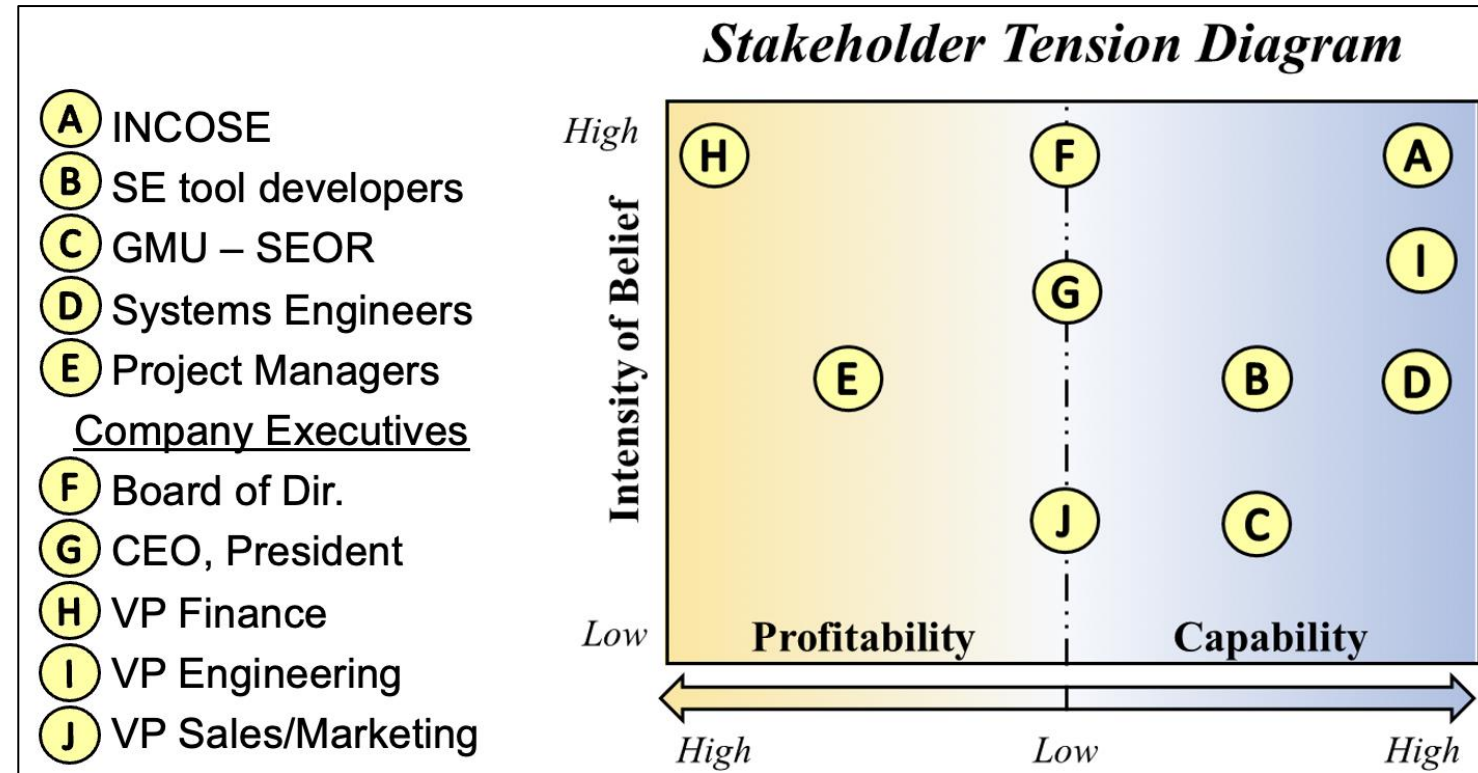 Stakeholder Tension Diagram
A INCOSE
B SE tool developers
C GMU – SEOR
D Systems Engineers
E Project Managers
Company Executives
F Board of Dir.
G CEO, President
H VP Finance
I VP Engineering
J VP Sales/Marketing
High
Intensity of Belief
Low
H
F
A
I
G
E
B
D
J
C
Profitability
Capability
High
Low
High